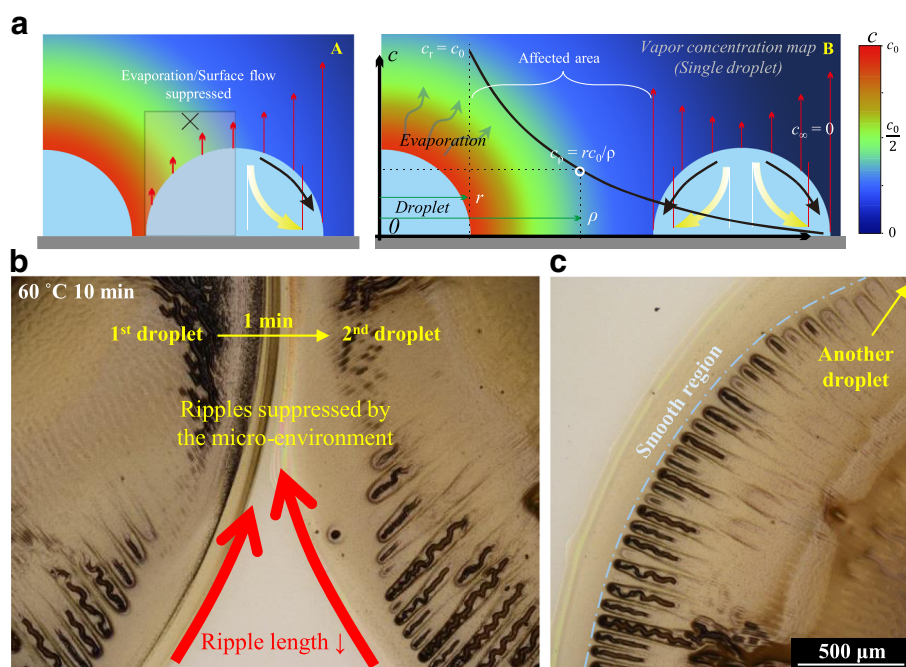 a
A
Evaporation/Surface flow
suppressed
c
c_r = c_0
Affected area
Vapor concentration map
(Single droplet)
B
Evaporation
c_ρ = rc_0/ρ
c_∞ = 0
r
Droplet
0
ρ
c
c_0
c_0/2
0
b
60 ˚C 10 min
1st droplet
1 min
2nd droplet
Ripples suppressed by
the micro-environment
Ripple length ↓
c
Another
droplet
Smooth region
500 μm